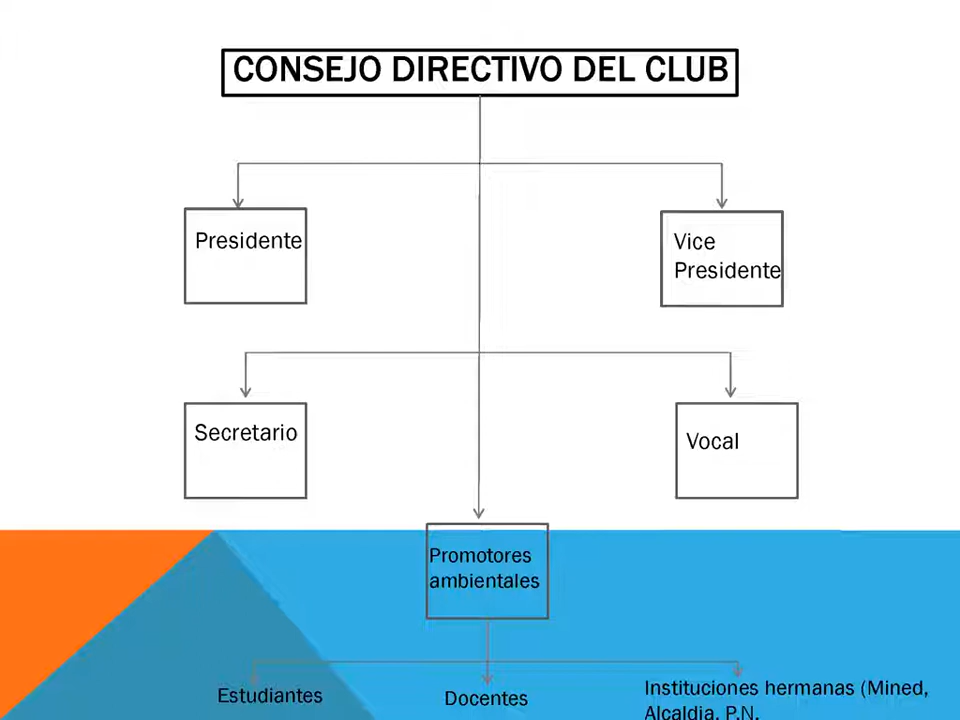 CONSEJO DIRECTIVO DEL CLUB
Presidente
Vice
Presidente
Secretario
Vocal
Promotores
ambientales
Estudiantes
Docentes
Instituciones hermanas (Mined,
Alcaldia, P.N.